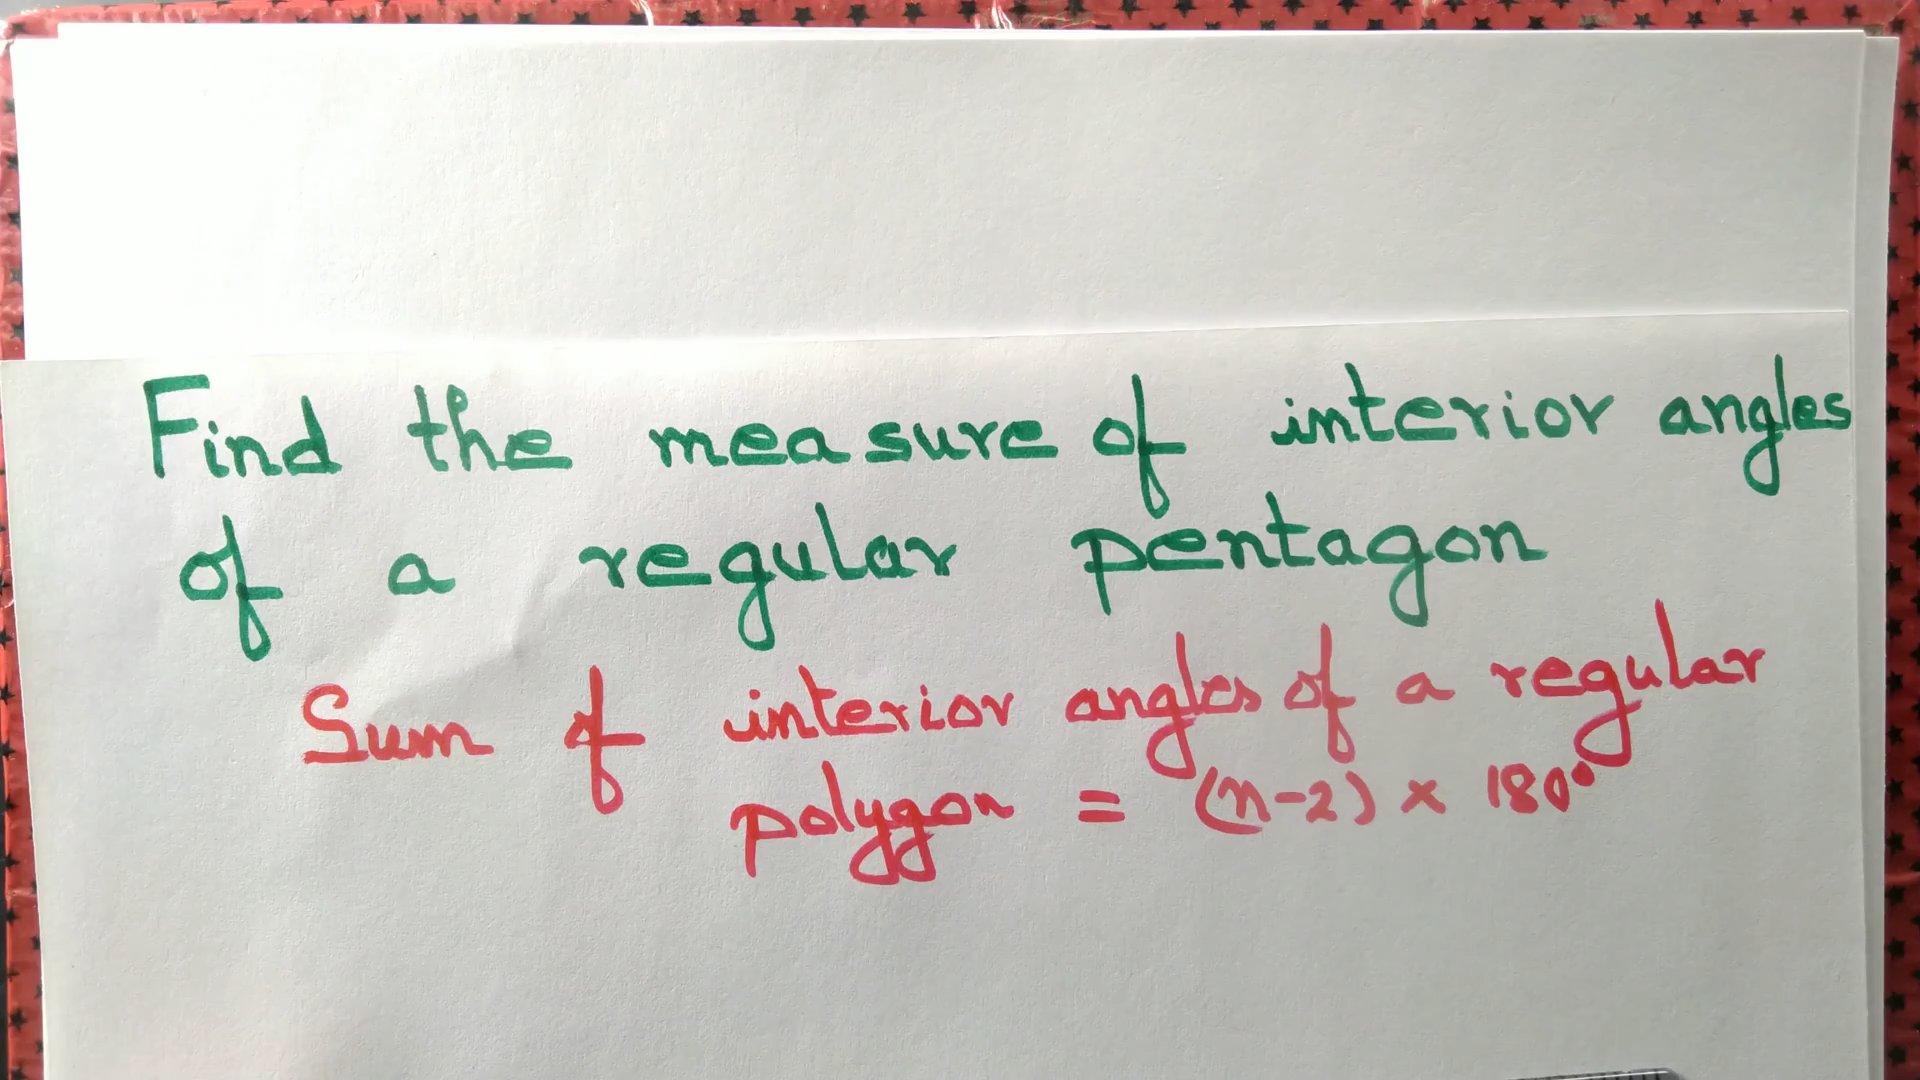 Find the measure of interior angles
of a regular pentagon
Sum of interior angles of a regular
polygon = (n-2) × 180°